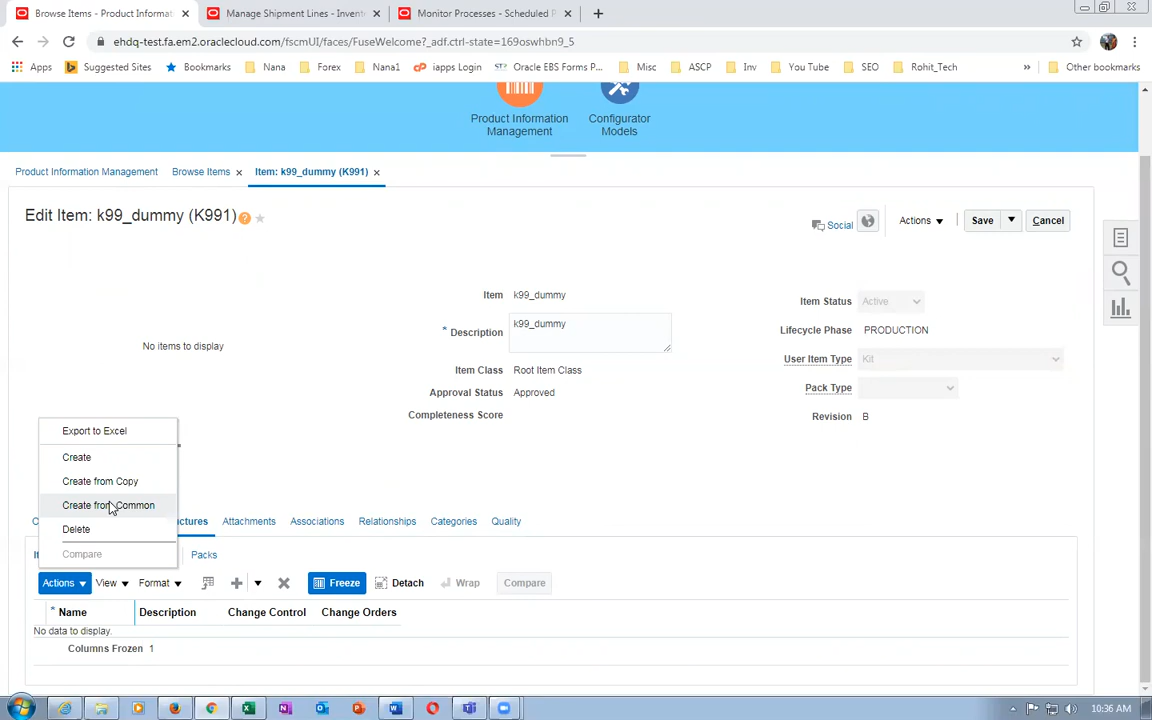 Browse Items - Product Informat
Manage Shipment Lines - Invent
Monitor Processes - Scheduled P
ehdq-test.fa.em2.oraclecloud.com/fscmUI/faces/FuseWelcome?_adf.ctrl-state=169oswhbn9_5
Apps Suggested Sites Bookmarks Nana Forex Nana1 iapps Login Oracle EBS Forms P... Misc ASCP Inv You Tube SEO Rohit_Tech » Other bookmarks
Product Information Management
Configurator Models
Product Information Management Browse Items Item: k99_dummy (K991)
Edit Item: k99_dummy (K991)
Social Actions Save Cancel
Item k99_dummy
Item Status Active
* Description k99_dummy
Lifecycle Phase PRODUCTION
No items to display
User Item Type Kit
Item Class Root Item Class
Pack Type
Approval Status Approved
Completeness Score
Revision B
Export to Excel
Create
Create from Copy
Create from Common
Delete
Compare
ctures Attachments Associations Relationships Categories Quality
Packs
Actions View Format Freeze Detach Wrap Compare
* Name Description Change Control Change Orders
No data to display.
Columns Frozen 1
10:36 AM